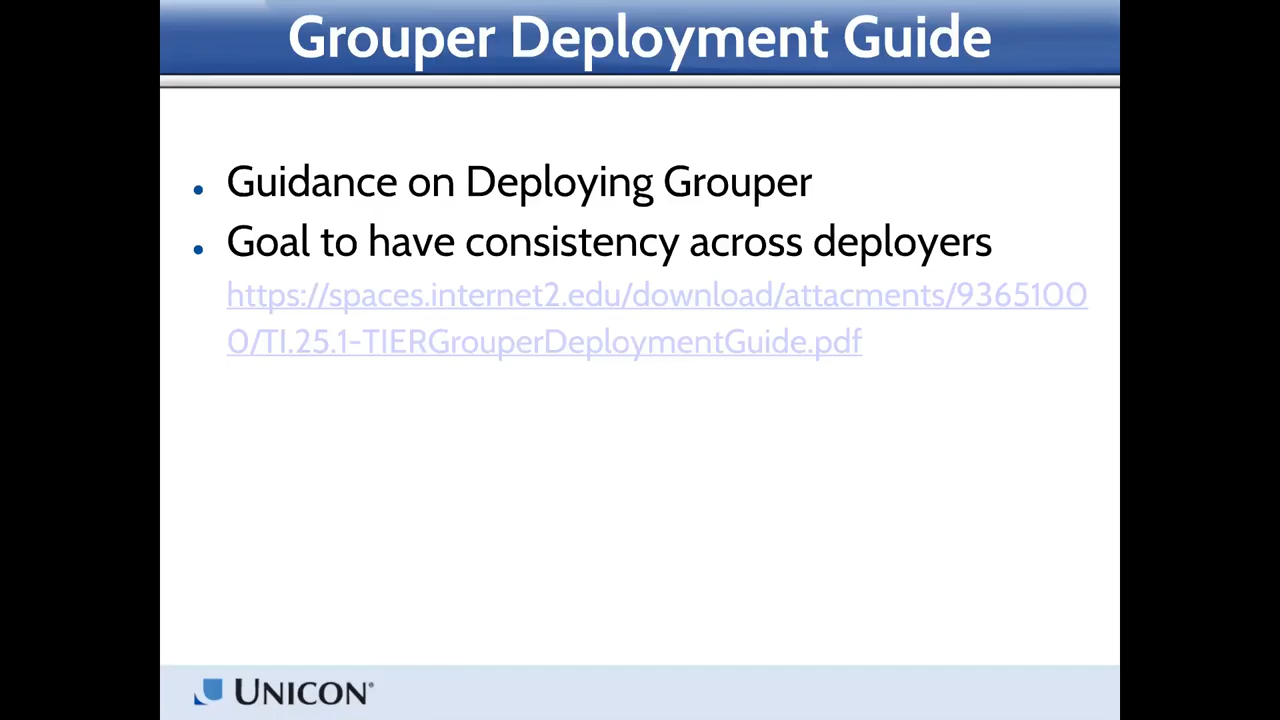 Grouper Deployment Guide
• Guidance on Deploying Grouper
• Goal to have consistency across deployers
https://spaces.internet2.edu/download/attacments/9365100
0/TI.25.1-TIERGrouperDeploymentGuide.pdf
UNICON®